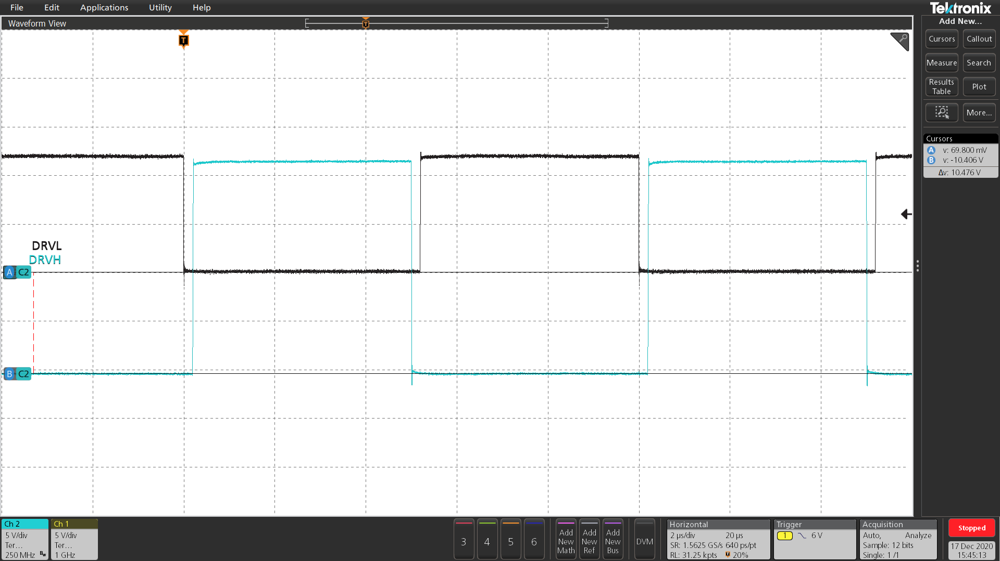 File Edit Applications Utility Help
Tektronix
Waveform View
Add New...
T
T
Cursors Callout
Measure Search
Results Table Plot
More...
Cursors
A v: 69.800 mV
B v: -10.406 V
Δv: 10.476 V
DRVL
DRVH
A C2
B C2
Ch 2
5 V/div
Ter...
250 MHz Bw
Ch 1
5 V/div
Ter...
1 GHz
3 4 5 6
Add New Math
Add New Ref
Add New Bus
DVM
Horizontal
2 µs/div 20 µs
SR: 1.5625 GS/s 640 ps/pt
RL: 31.25 kpts T 20%
Trigger
1 6 V
Acquisition
Auto, Analyze
Sample: 12 bits
Single: 1 /1
Stopped
17 Dec 2020
15:45:13